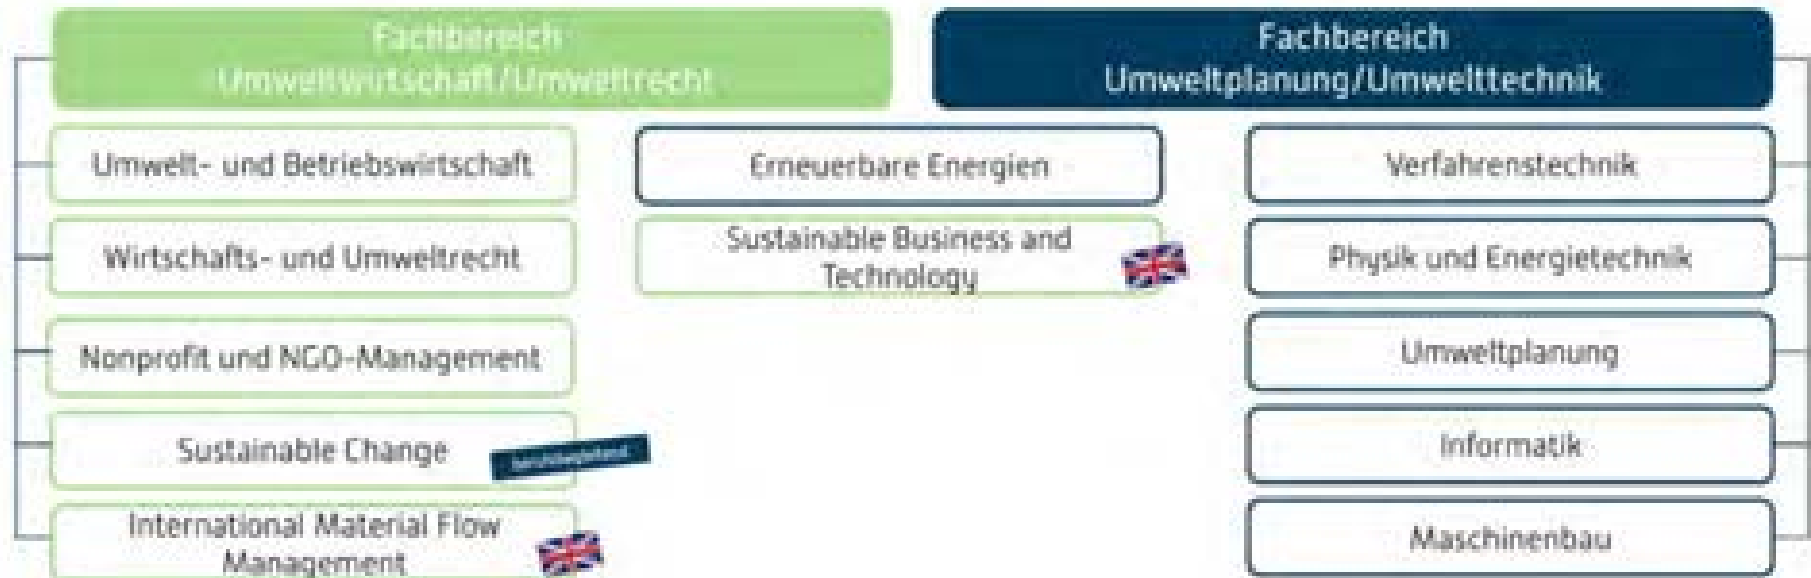 Fachbereich
Umweltwirtschaft/Umweltrecht
Fachbereich
Umweltplanung/Umwelttechnik
Umwelt- und Betriebswirtschaft
Wirtschafts- und Umweltrecht
Nonprofit und NGO-Management
Sustainable Change
International Material Flow
Management
Erneuerbare Energien
Sustainable Business and
Technology
Verfahrenstechnik
Physik und Energietechnik
Umweltplanung
Informatik
Maschinenbau